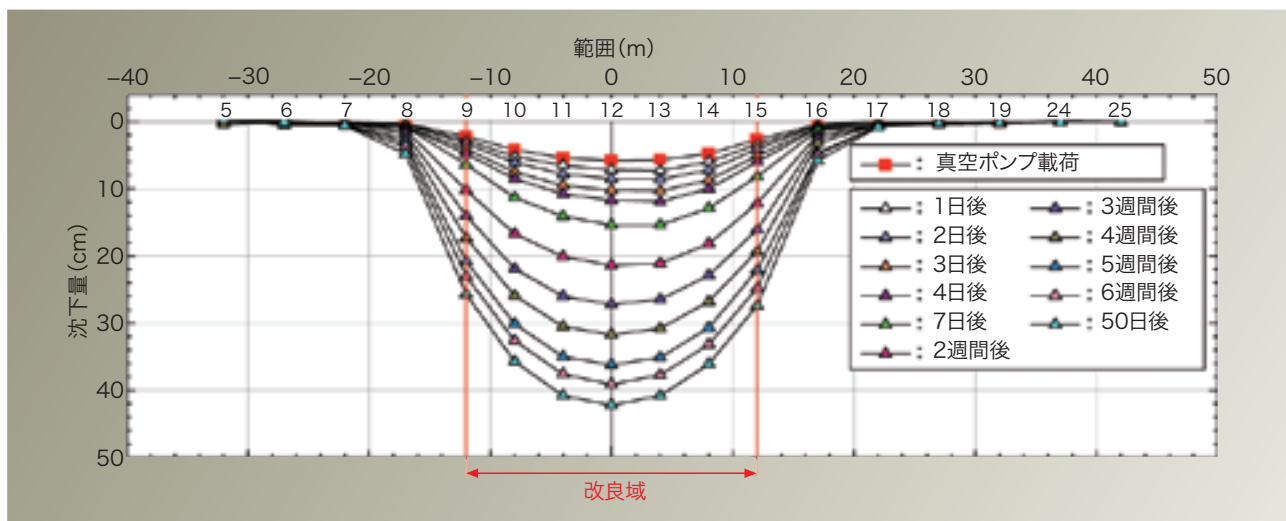 範囲(m)
−40 −30 −20 −10 0 10 20 30 40 50
5 6 7 8 9 10 11 12 13 14 15 16 17 18 19 24 25
0
10
20
30
40
50
沈下量(cm)
： 真空ポンプ載荷
：1日後 ：3週間後
：2日後 ：4週間後
：3日後 ：5週間後
：4日後 ：6週間後
：7日後 ：50日後
：2週間後
改良域